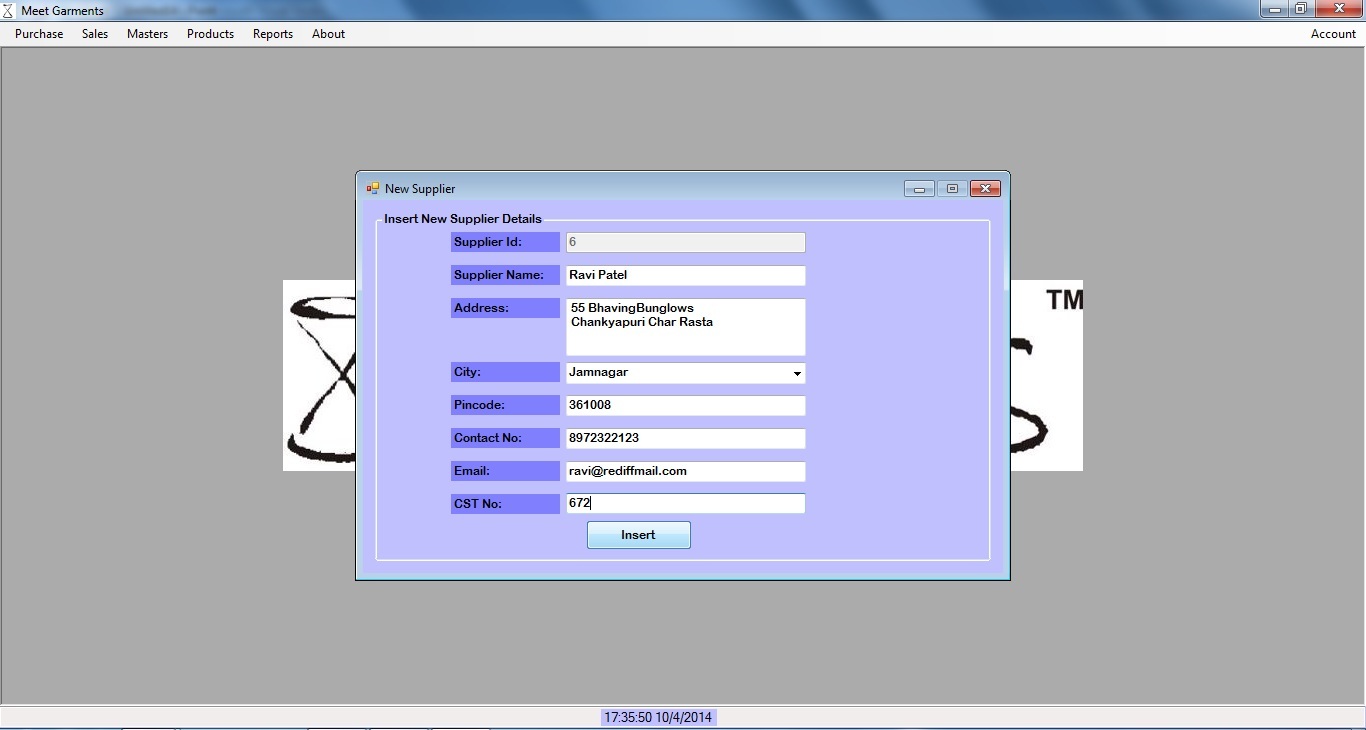 Meet Garments
Purchase Sales Masters Products Reports About Account
New Supplier
Insert New Supplier Details
Supplier Id: 6
Supplier Name: Ravi Patel
Address: 55 BhavingBunglows
Chankyapuri Char Rasta
City: Jamnagar
Pincode: 361008
Contact No: 8972322123
Email: ravi@rediffmail.com
CST No: 672
Insert
TM
S
17:35:50 10/4/2014